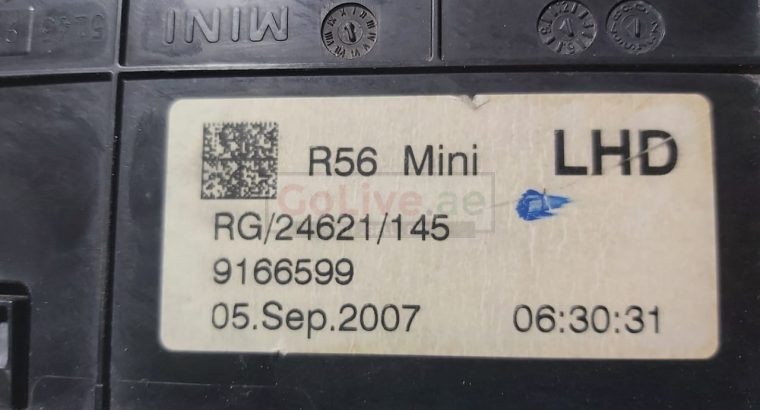 MINI
R56 Mini LHD
GoLive.ae
RG/24621/145
9166599
05.Sep.2007 06:30:31